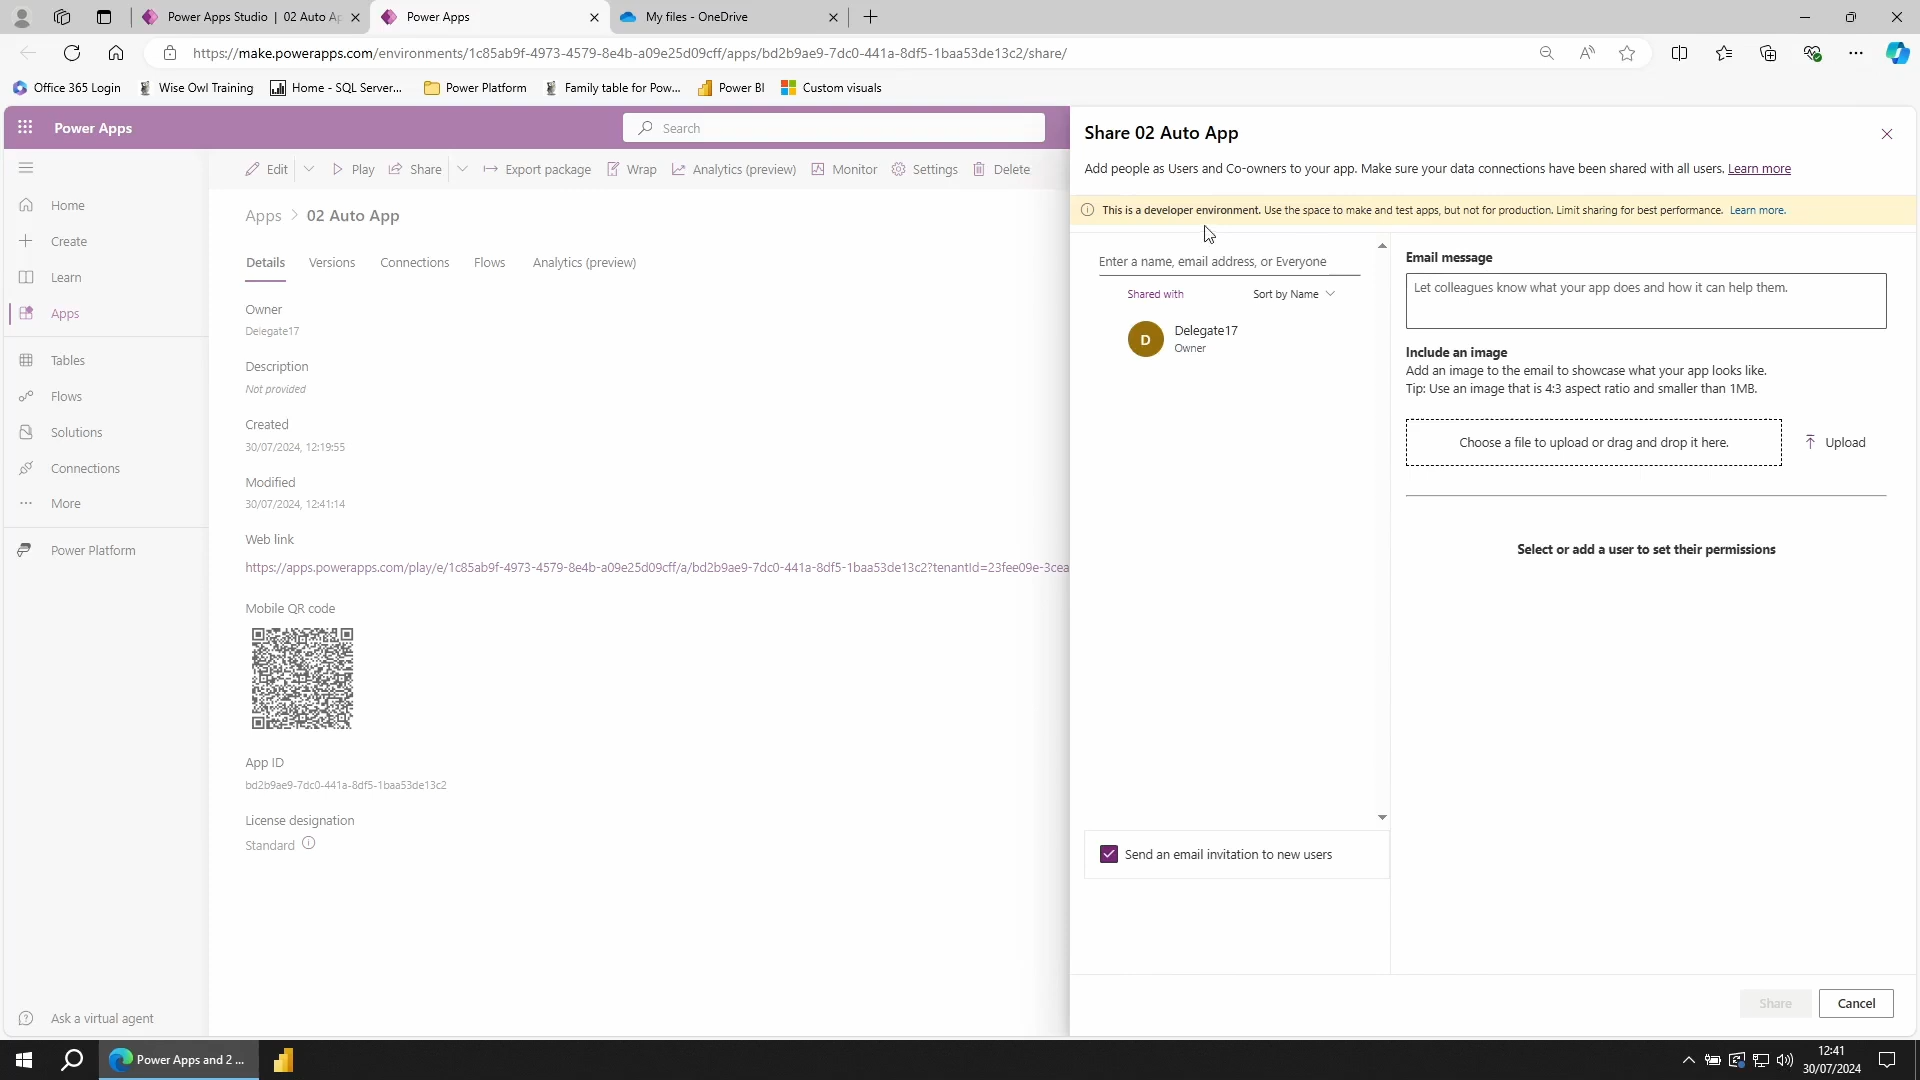 Power Apps Studio | 02 Auto Ap
Power Apps
My files - OneDrive
https://make.powerapps.com/environments/1c85ab9f-4973-4579-8e4b-a09e25d09cff/apps/bd2b9ae9-7dc0-441a-8df5-1baa53de13c2/share/
Office 365 Login
Wise Owl Training
Home - SQL Server...
Power Platform
Family table for Pow...
Power BI
Custom visuals
Power Apps
Search
Edit
Play
Share
Export package
Wrap
Analytics (preview)
Monitor
Settings
Delete
Home
Create
Learn
Apps
Tables
Flows
Solutions
Connections
More
Power Platform
Ask a virtual agent
Apps > 02 Auto App
Details
Versions
Connections
Flows
Analytics (preview)
Owner
Delegate17
Description
Not provided
Created
30/07/2024, 12:19:55
Modified
30/07/2024, 12:41:14
Web link
https://apps.powerapps.com/play/e/1c85ab9f-4973-4579-8e4b-a09e25d09cff/a/bd2b9ae9-7dc0-441a-8df5-1baa53de13c2?tenantId=23fee09e-3cea
Mobile QR code
App ID
bd2b9ae9-7dc0-441a-8df5-1baa53de13c2
License designation
Standard
Share 02 Auto App
Add people as Users and Co-owners to your app. Make sure your data connections have been shared with all users. Learn more
This is a developer environment. Use the space to make and test apps, but not for production. Limit sharing for best performance. Learn more.
Enter a name, email address, or Everyone
Shared with
Sort by Name
D
Delegate17
Owner
Send an email invitation to new users
Email message
Let colleagues know what your app does and how it can help them.
Include an image
Add an image to the email to showcase what your app looks like.
Tip: Use an image that is 4:3 aspect ratio and smaller than 1MB.
Choose a file to upload or drag and drop it here.
Upload
Select or add a user to set their permissions
Share
Cancel
Power Apps and 2 ...
12:41
30/07/2024